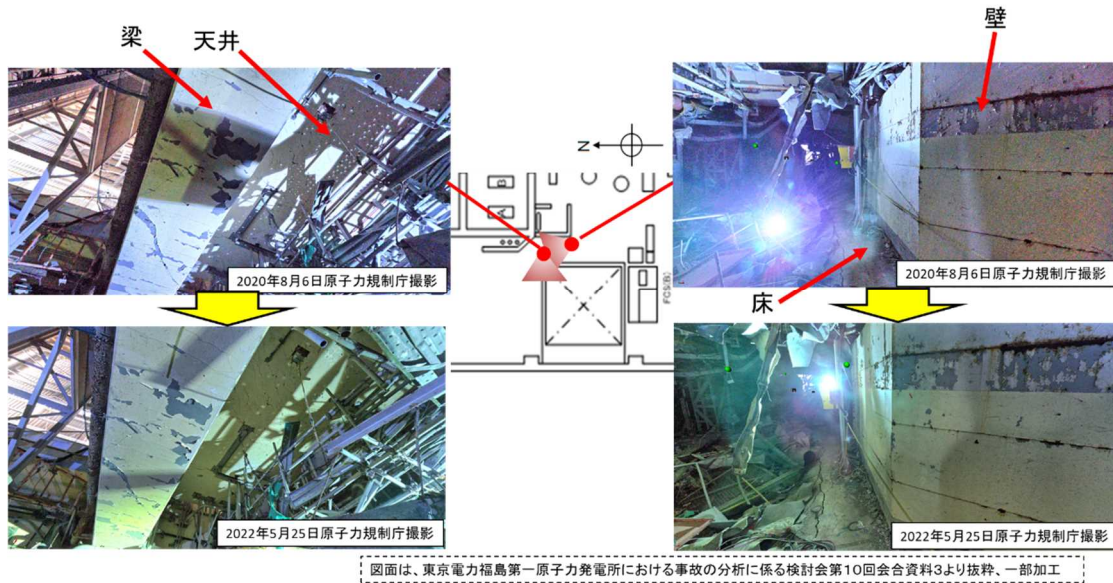 梁
天井
壁
2020年8月6日原子力規制庁撮影
N
B
A
FCS(B)
2020年8月6日原子力規制庁撮影
床
2022年5月25日原子力規制庁撮影
2022年5月25日原子力規制庁撮影
図面は、東京電力福島第一原子力発電所における事故の分析に係る検討会第10回会合資料3より抜粋、一部加工